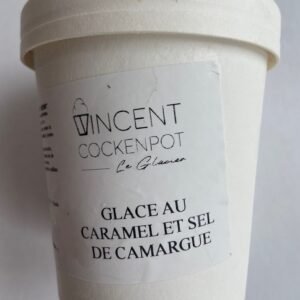 VINCENT
COCKENPOT
Le Glacier
GLACE AU
CARAMEL ET SEL
DE CAMARGUE